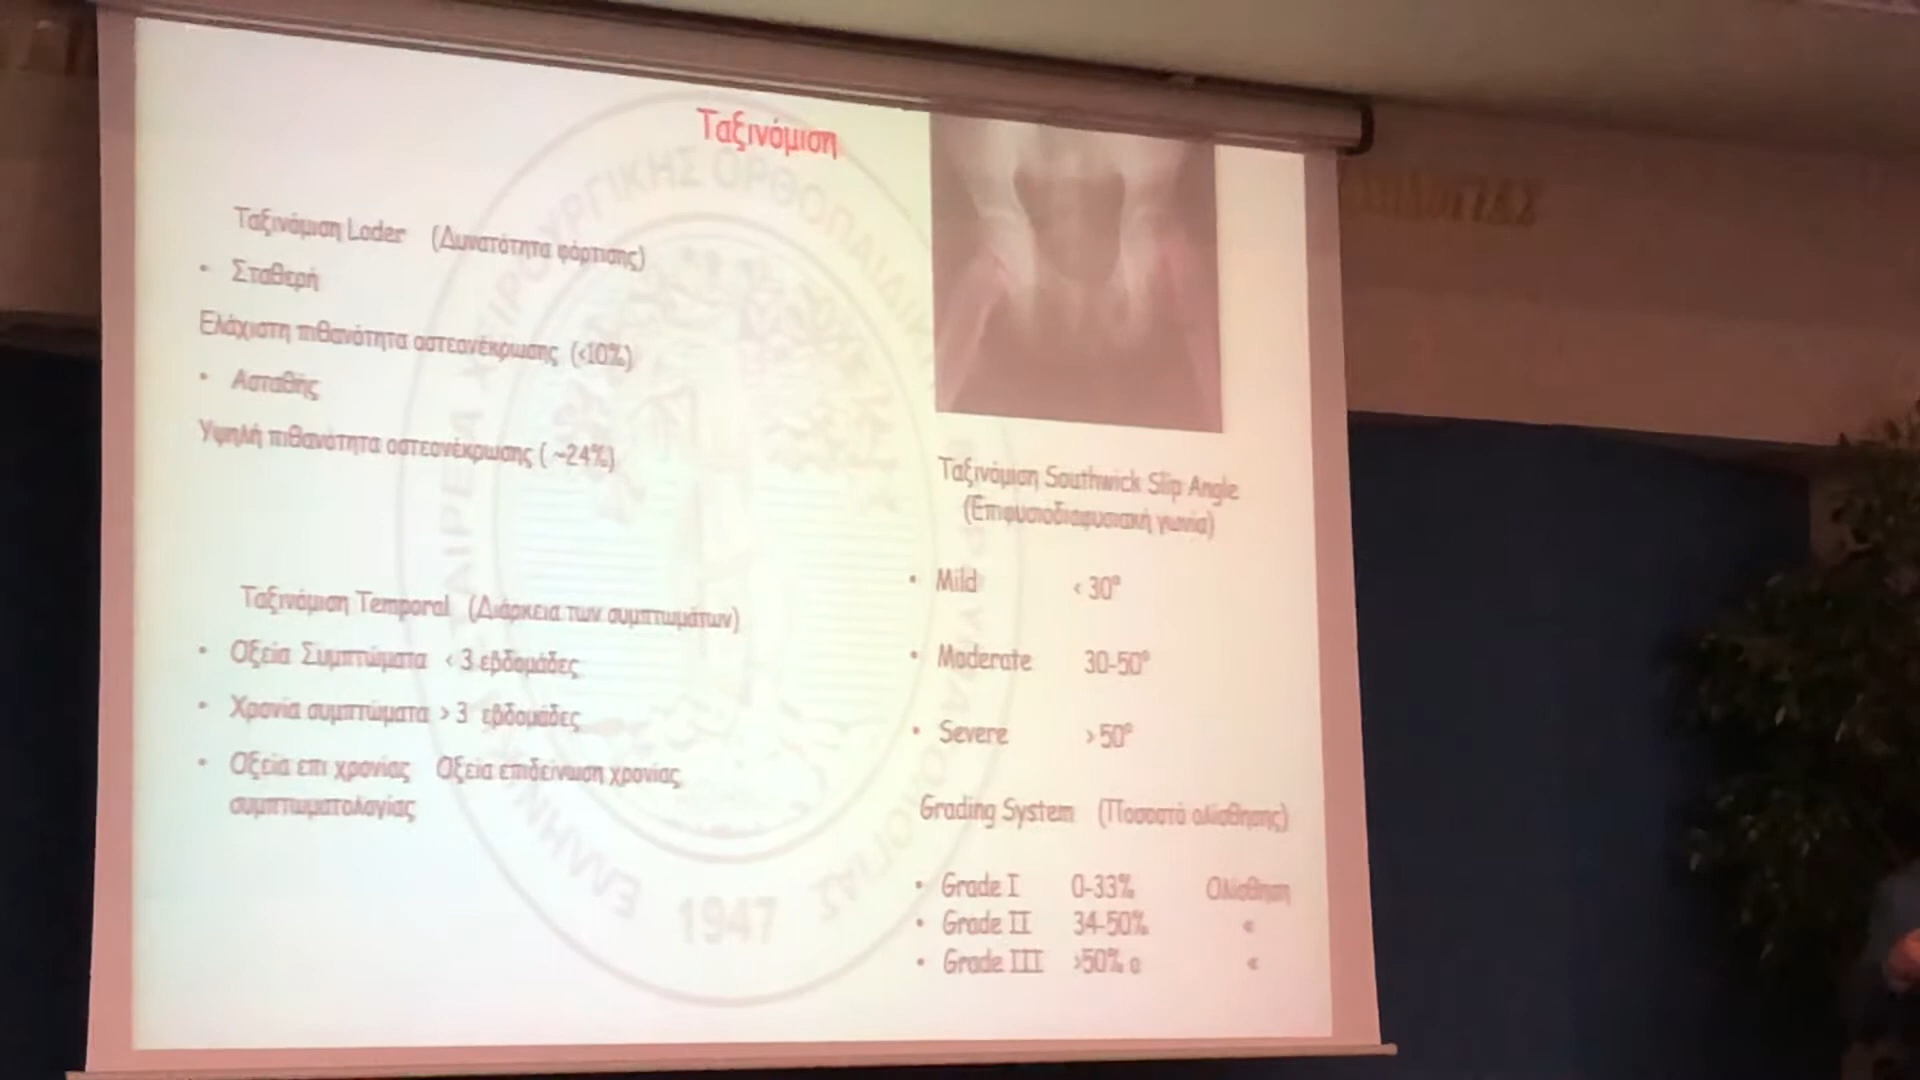 Ταξινόμιση
Ταξινόμιση Loder (Δυνατότητα φόρτισης)
• Σταθερή
Ελάχιστη πιθανότητα οστεονέκρωσης (<10%)
• Ασταθής
Υψηλή πιθανότητα οστεονέκρωσης ( ~24%)
Ταξινόμιση Temporal (Διάρκεια των συμπτωμάτων)
• Οξεία Συμπτώματα < 3 εβδομάδες
• Χρονία συμπτώματα > 3 εβδομάδες
• Οξεία επι χρονίας Οξεία επιδείνωση χρονίας
συμπτωματολογίας
Ταξινόμιση Southwick Slip Angle
(Επιφυσιοδιαφυσιακή γωνία)
• Mild < 30°
• Moderate 30-50°
• Severe > 50°
Grading System (Ποσοστό ολίσθησης)
• Grade I 0-33% Ολίσθηση
• Grade II 34-50% «
• Grade III >50% o «
1947